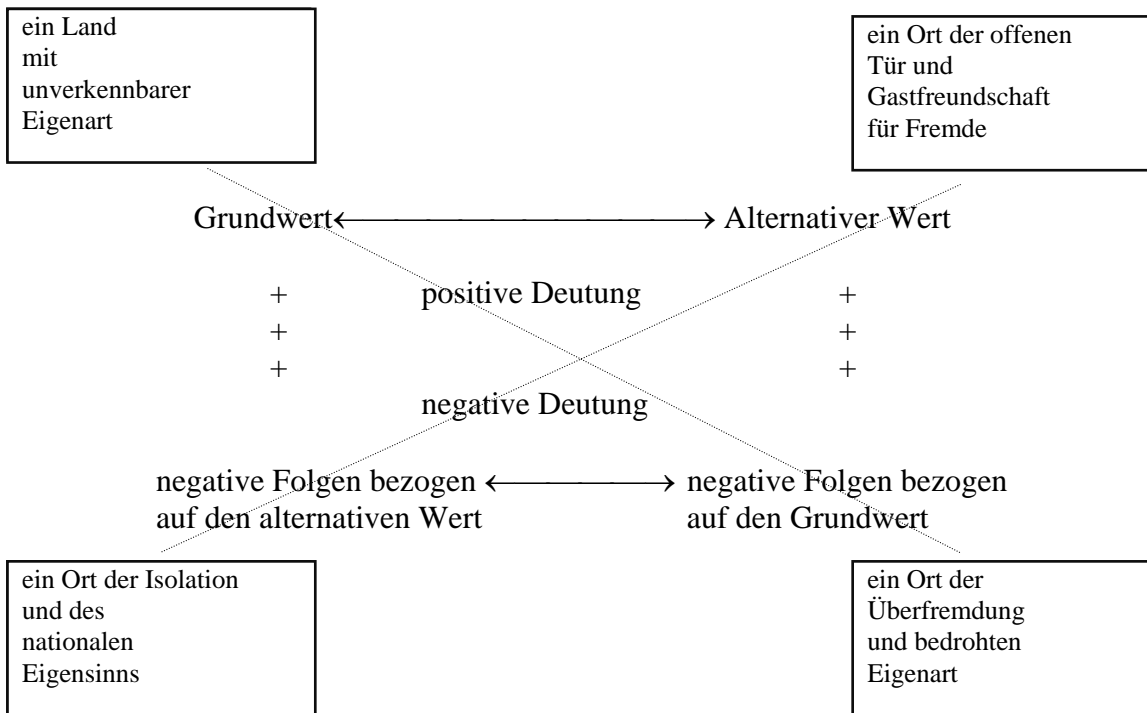 ein Land
mit
unverkennbarer
Eigenart
ein Ort der offenen
Tür und
Gastfreundschaft
für Fremde
Grundwert ⟷ Alternativer Wert
+ positive Deutung +
+ +
+ +
negative Deutung
negative Folgen bezogen
auf den alternativen Wert
⟷
negative Folgen bezogen
auf den Grundwert
ein Ort der Isolation
und des
nationalen
Eigensinns
ein Ort der
Überfremdung
und bedrohten
Eigenart